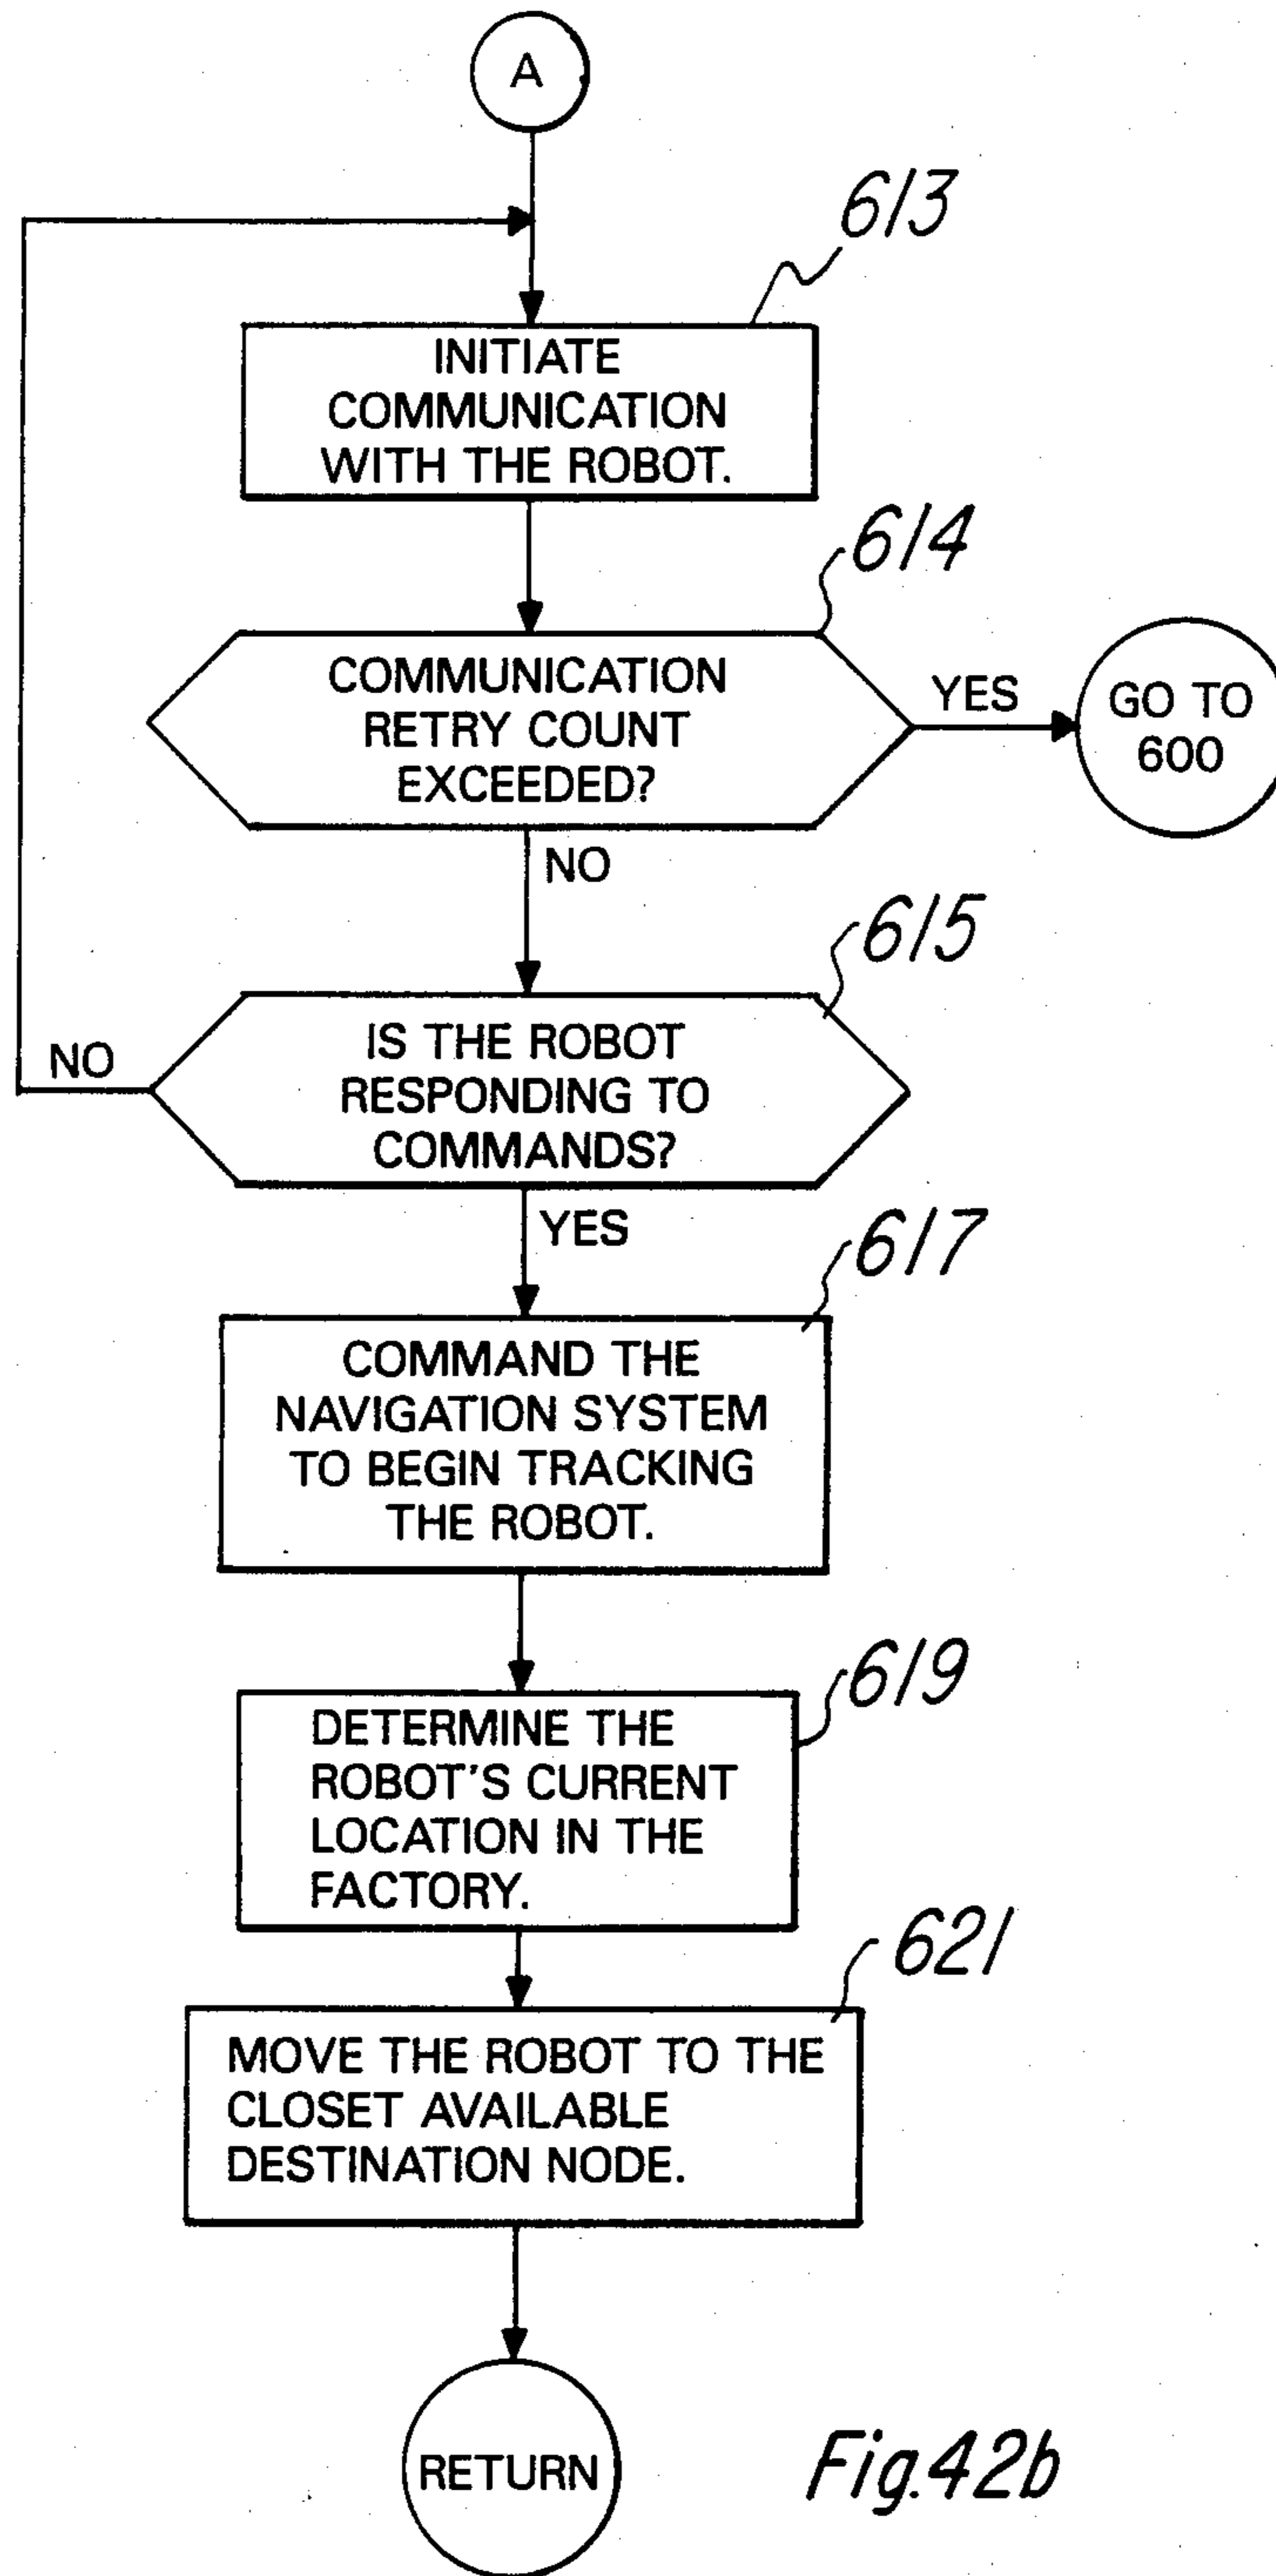 A
613
INITIATE
COMMUNICATION
WITH THE ROBOT.
614
COMMUNICATION
RETRY COUNT
EXCEEDED?
YES
GO TO
600
NO
615
IS THE ROBOT
RESPONDING TO
COMMANDS?
NO
YES
617
COMMAND THE
NAVIGATION SYSTEM
TO BEGIN TRACKING
THE ROBOT.
619
DETERMINE THE
ROBOT'S CURRENT
LOCATION IN THE
FACTORY.
621
MOVE THE ROBOT TO THE
CLOSET AVAILABLE
DESTINATION NODE.
RETURN
Fig.42b